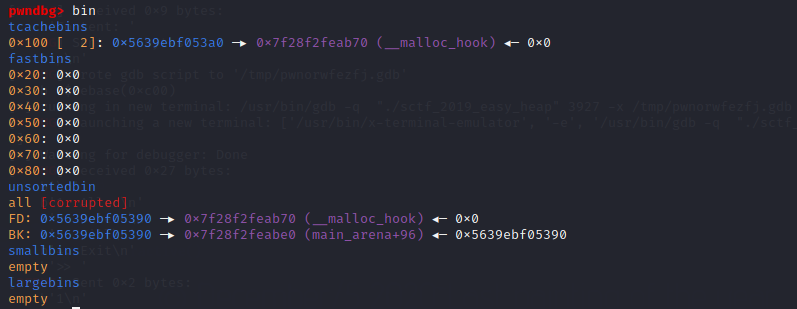 pwndbg> bin
tcachebins
0×100 [  2]: 0×5639ebf053a0 —▸ 0×7f28f2feab70 (__malloc_hook) ◂— 0×0
fastbins
0×20: 0×0
0×30: 0×0
0×40: 0×0
0×50: 0×0
0×60: 0×0
0×70: 0×0
0×80: 0×0
unsortedbin
all [corrupted]
FD: 0×5639ebf05390 —▸ 0×7f28f2feab70 (__malloc_hook) ◂— 0×0
BK: 0×5639ebf05390 —▸ 0×7f28f2feabe0 (main_arena+96) ◂— 0×5639ebf05390
smallbins
empty
largebins
empty